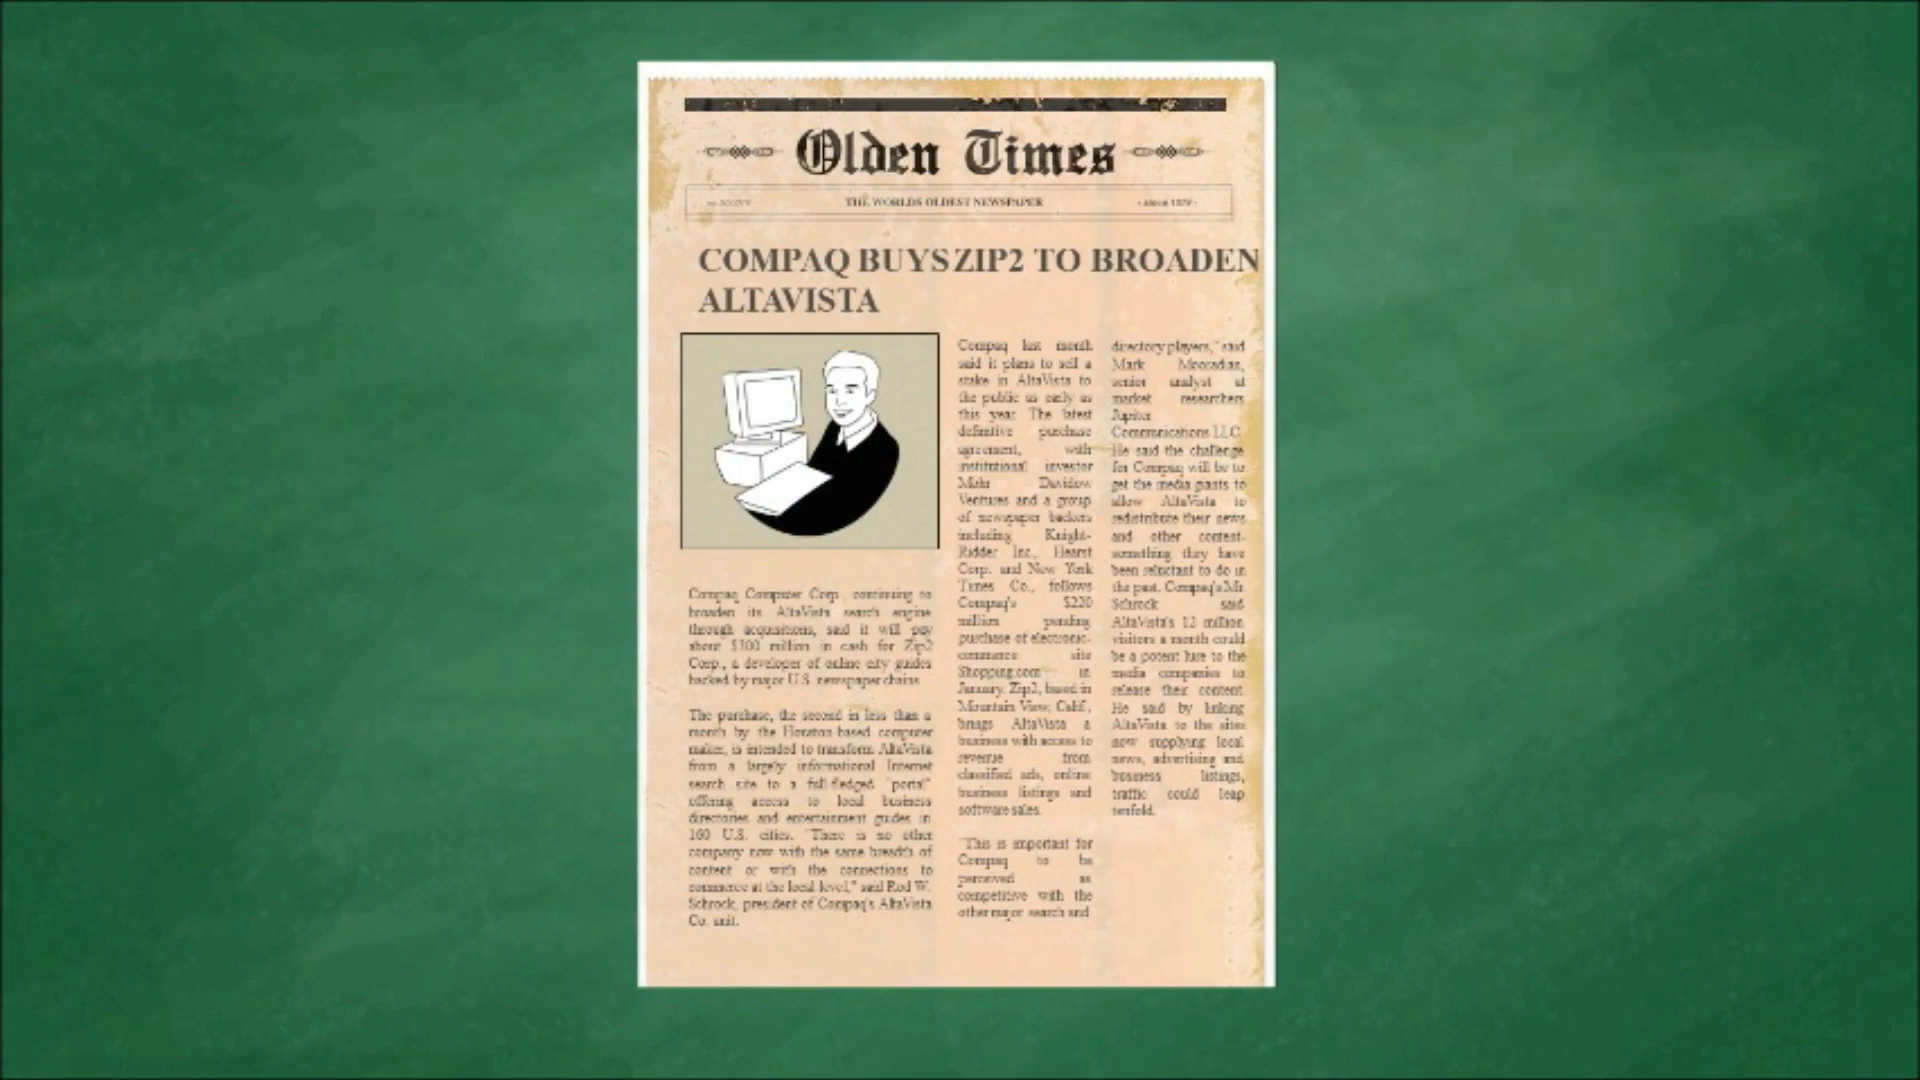 Olden Times
THE WORLDS OLDEST NEWSPAPER
COMPAQ BUYS ZIP2 TO BROADEN
ALTAVISTA
Compaq Computer Corp., continuing to
broaden its AltaVista search engine
through acquisitions, said it will pay
about $300 million in cash for Zip2
Corp., a developer of online city guides
backed by major U.S. newspaper chains
The purchase, the second in less than a
month by the Houston-based computer
maker, is intended to transform AltaVista
from a largely informational Internet
search site to a full-fledged "portal"
offering access to local business
directories and entertainment guides in
160 U.S. cities. "There is no other
company now with the same breadth of
content or with the connections to
commerce at the local level," said Rod W.
Schrock, president of Compaq's AltaVista
Co. unit.
Compaq last month
said it plans to sell a
stake in AltaVista to
the public as early as
this year. The latest
definitive purchase
agreement, with
institutional investor
Mohr Davidow
Ventures and a group
of newspaper backers
including Knight-
Ridder Inc., Hearst
Corp. and New York
Times Co., follows
Compaq's $220
million pending
purchase of electronic-
commerce site
Shopping.com in
January. Zip2, based in
Mountain View, Calif.,
brings AltaVista a
business with access to
revenue from
classified ads, online
business listings and
software sales.
"This is important for
Compaq to be
perceived as
competitive with the
other major search and
directory players," said
Mark Mooradian,
senior analyst at
market researchers
Jupiter
Communications LLC.
He said the challenge
for Compaq will be to
get the media giants to
allow AltaVista to
redistribute their news
and other content-
something they have
been reluctant to do in
the past. Compaq's Mr.
Schrock said
AltaVista's 12 million
visitors a month could
be a potent lure to the
media companies to
release their content.
He said by linking
AltaVista to the sites
now supplying local
news, advertising and
business listings,
traffic could leap
tenfold.